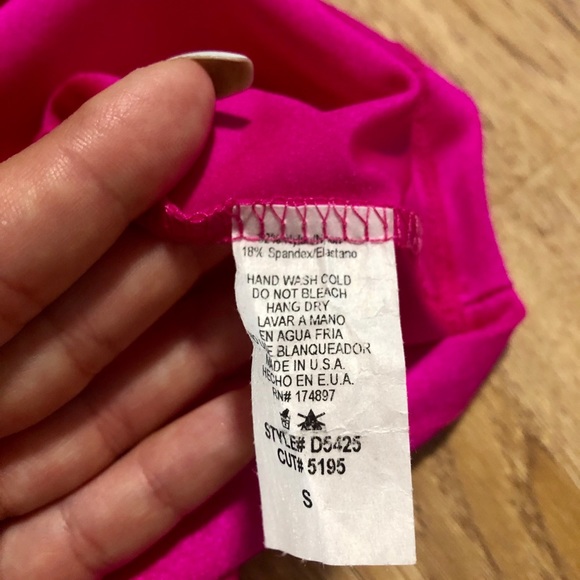 18% Spandex/Elastano
HAND WASH COLD
DO NOT BLEACH
HANG DRY
LAVAR A MANO
EN AGUA FRIA
BLANQUEADOR
MADE IN U.S.A.
HECHO EN E.U.A.
RN# 174897
STYLE# D5425
CUT# 5195
S